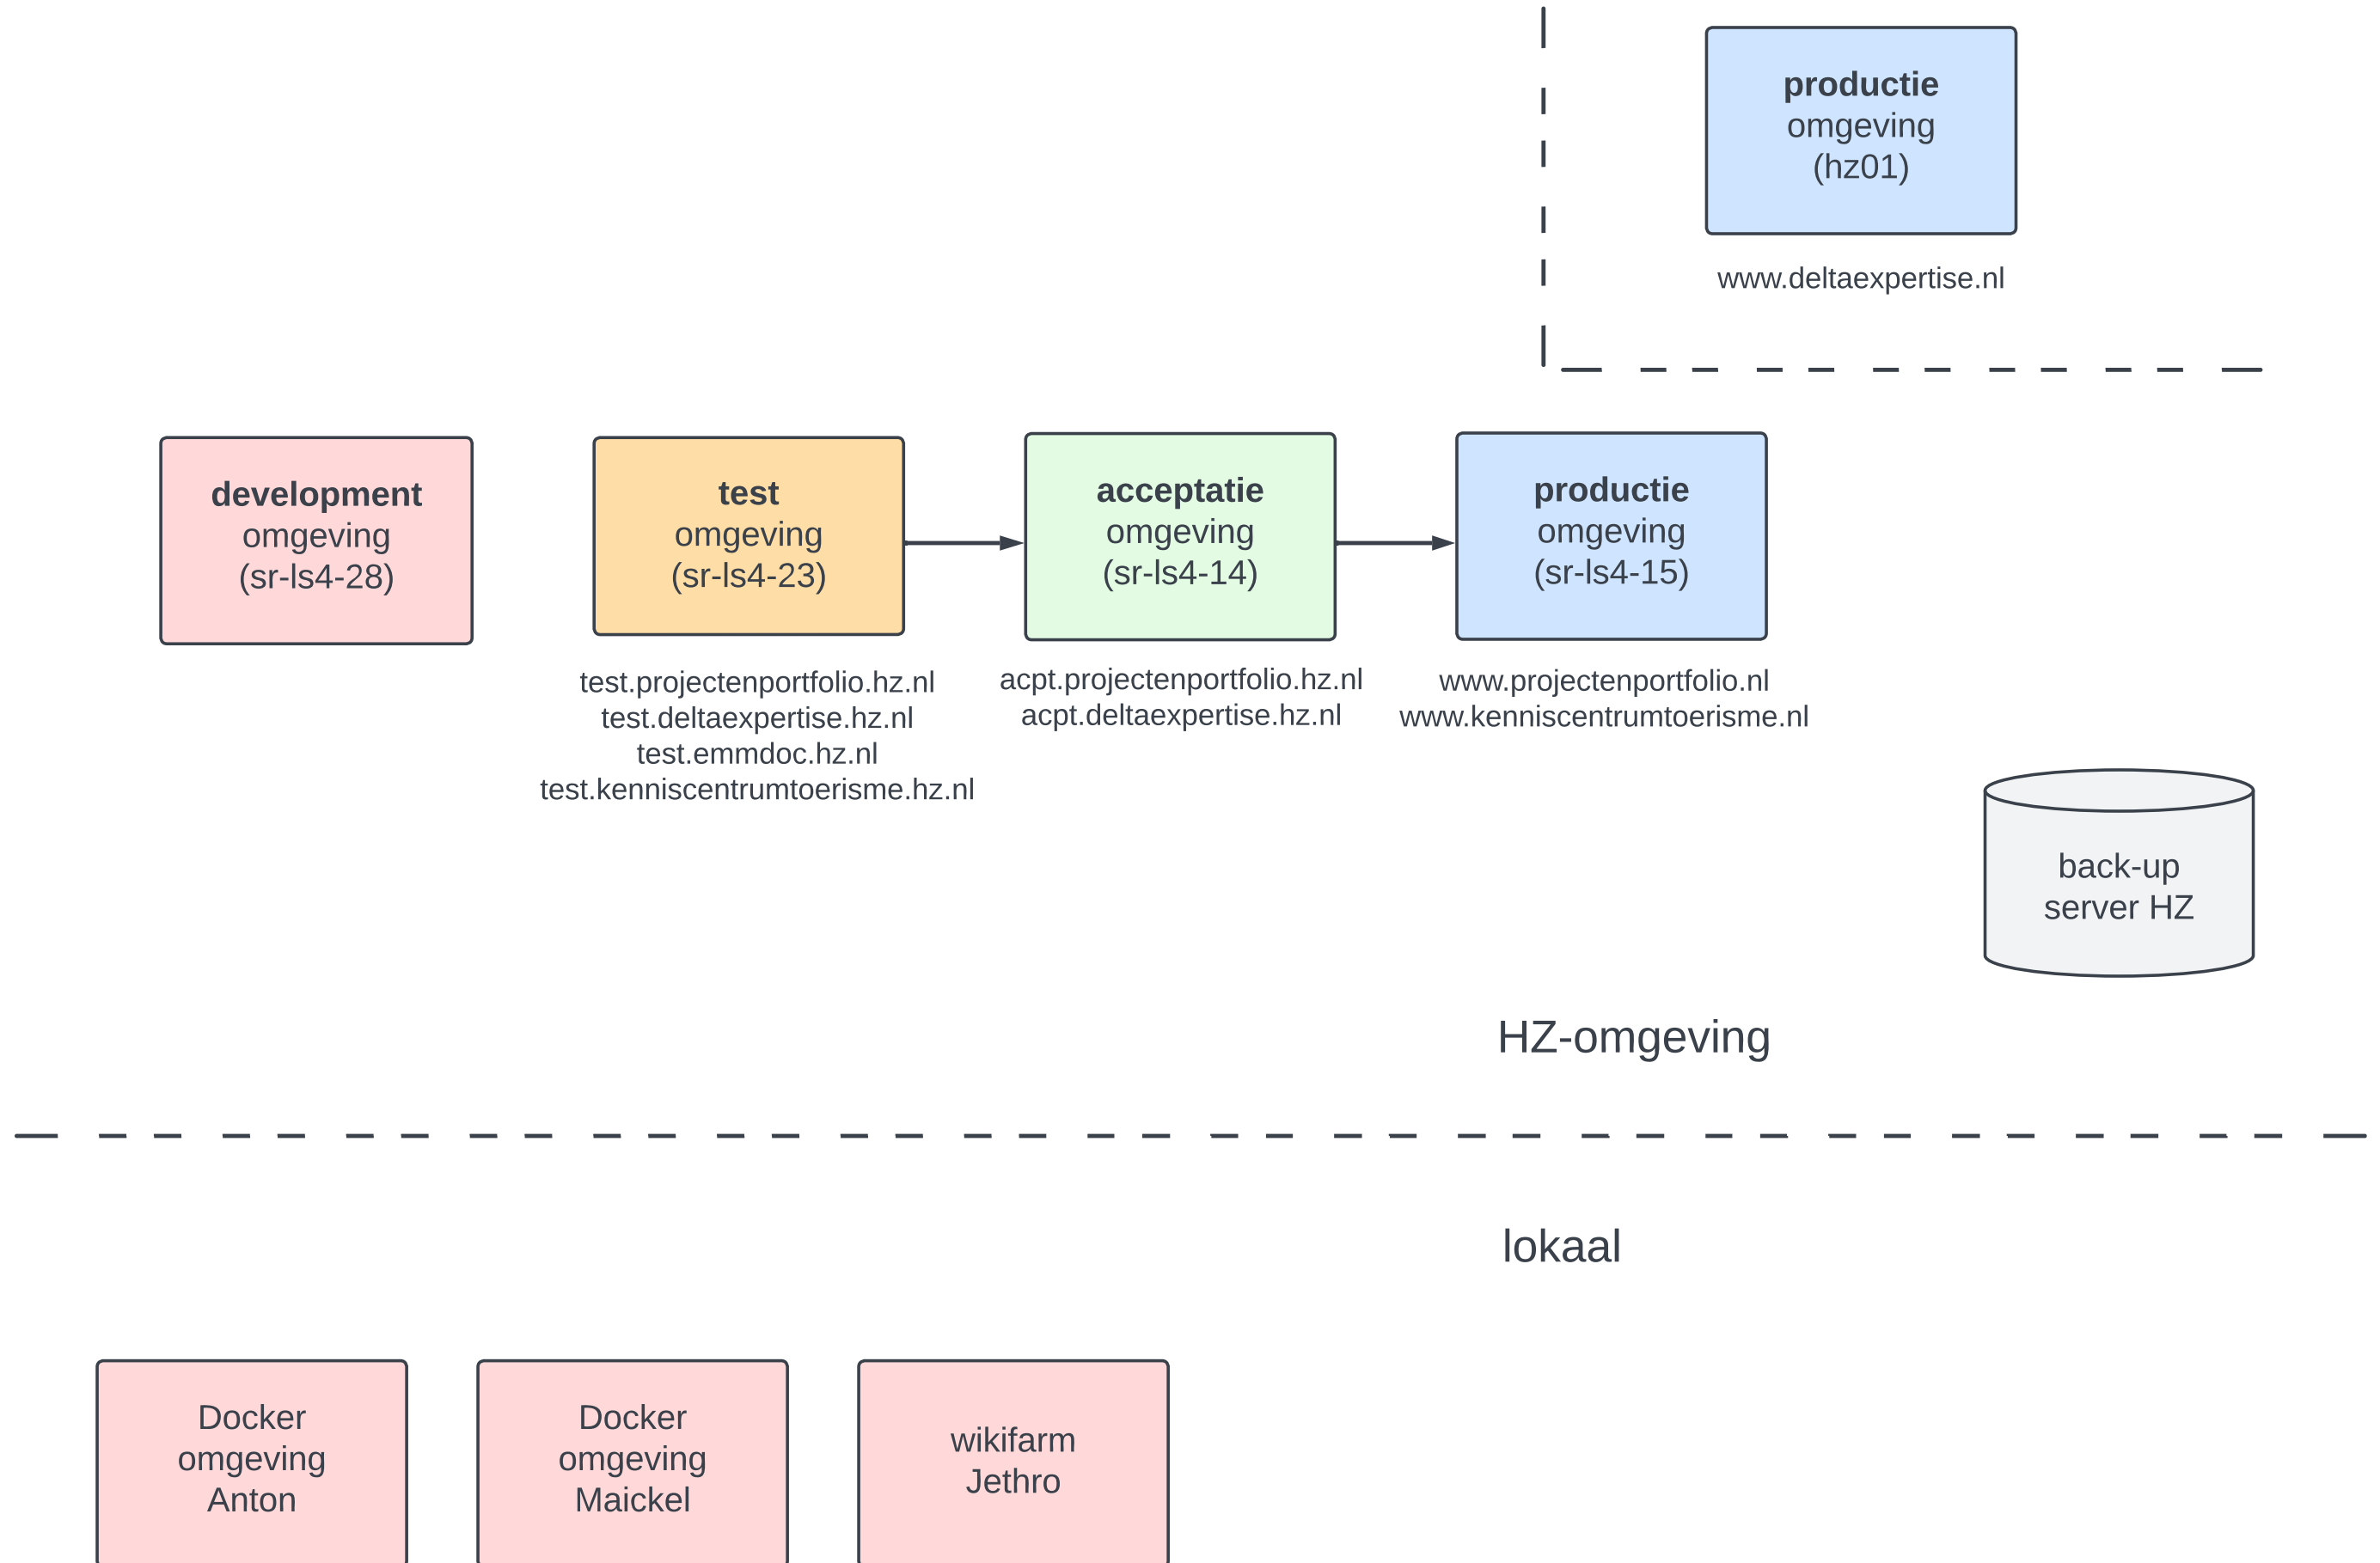 productie
omgeving
(hz01)
www.deltaexpertise.nl
development
omgeving
(sr-ls4-28)
test
omgeving
(sr-ls4-23)
test.projectenportfolio.hz.nl
test.deltaexpertise.hz.nl
test.emmdoc.hz.nl
test.kenniscentrumtoerisme.hz.nl
acceptatie
omgeving
(sr-ls4-14)
acpt.projectenportfolio.hz.nl
acpt.deltaexpertise.hz.nl
productie
omgeving
(sr-ls4-15)
www.projectenportfolio.nl
www.kenniscentrumtoerisme.nl
back-up
server HZ
HZ-omgeving
lokaal
Docker
omgeving
Anton
Docker
omgeving
Maickel
wikifarm
Jethro